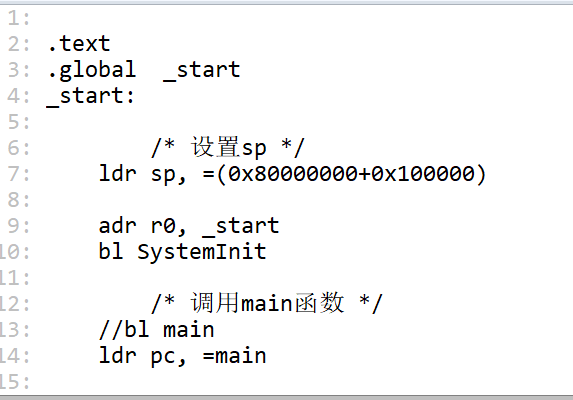 1:
2: .text
3: .global  _start
4: _start:
5:
6:         /* 设置sp */
7:     ldr sp, =(0x80000000+0x100000)
8:
9:     adr r0, _start
10:     bl SystemInit
11:
12:         /* 调用main函数 */
13:     //bl main
14:     ldr pc, =main
15: